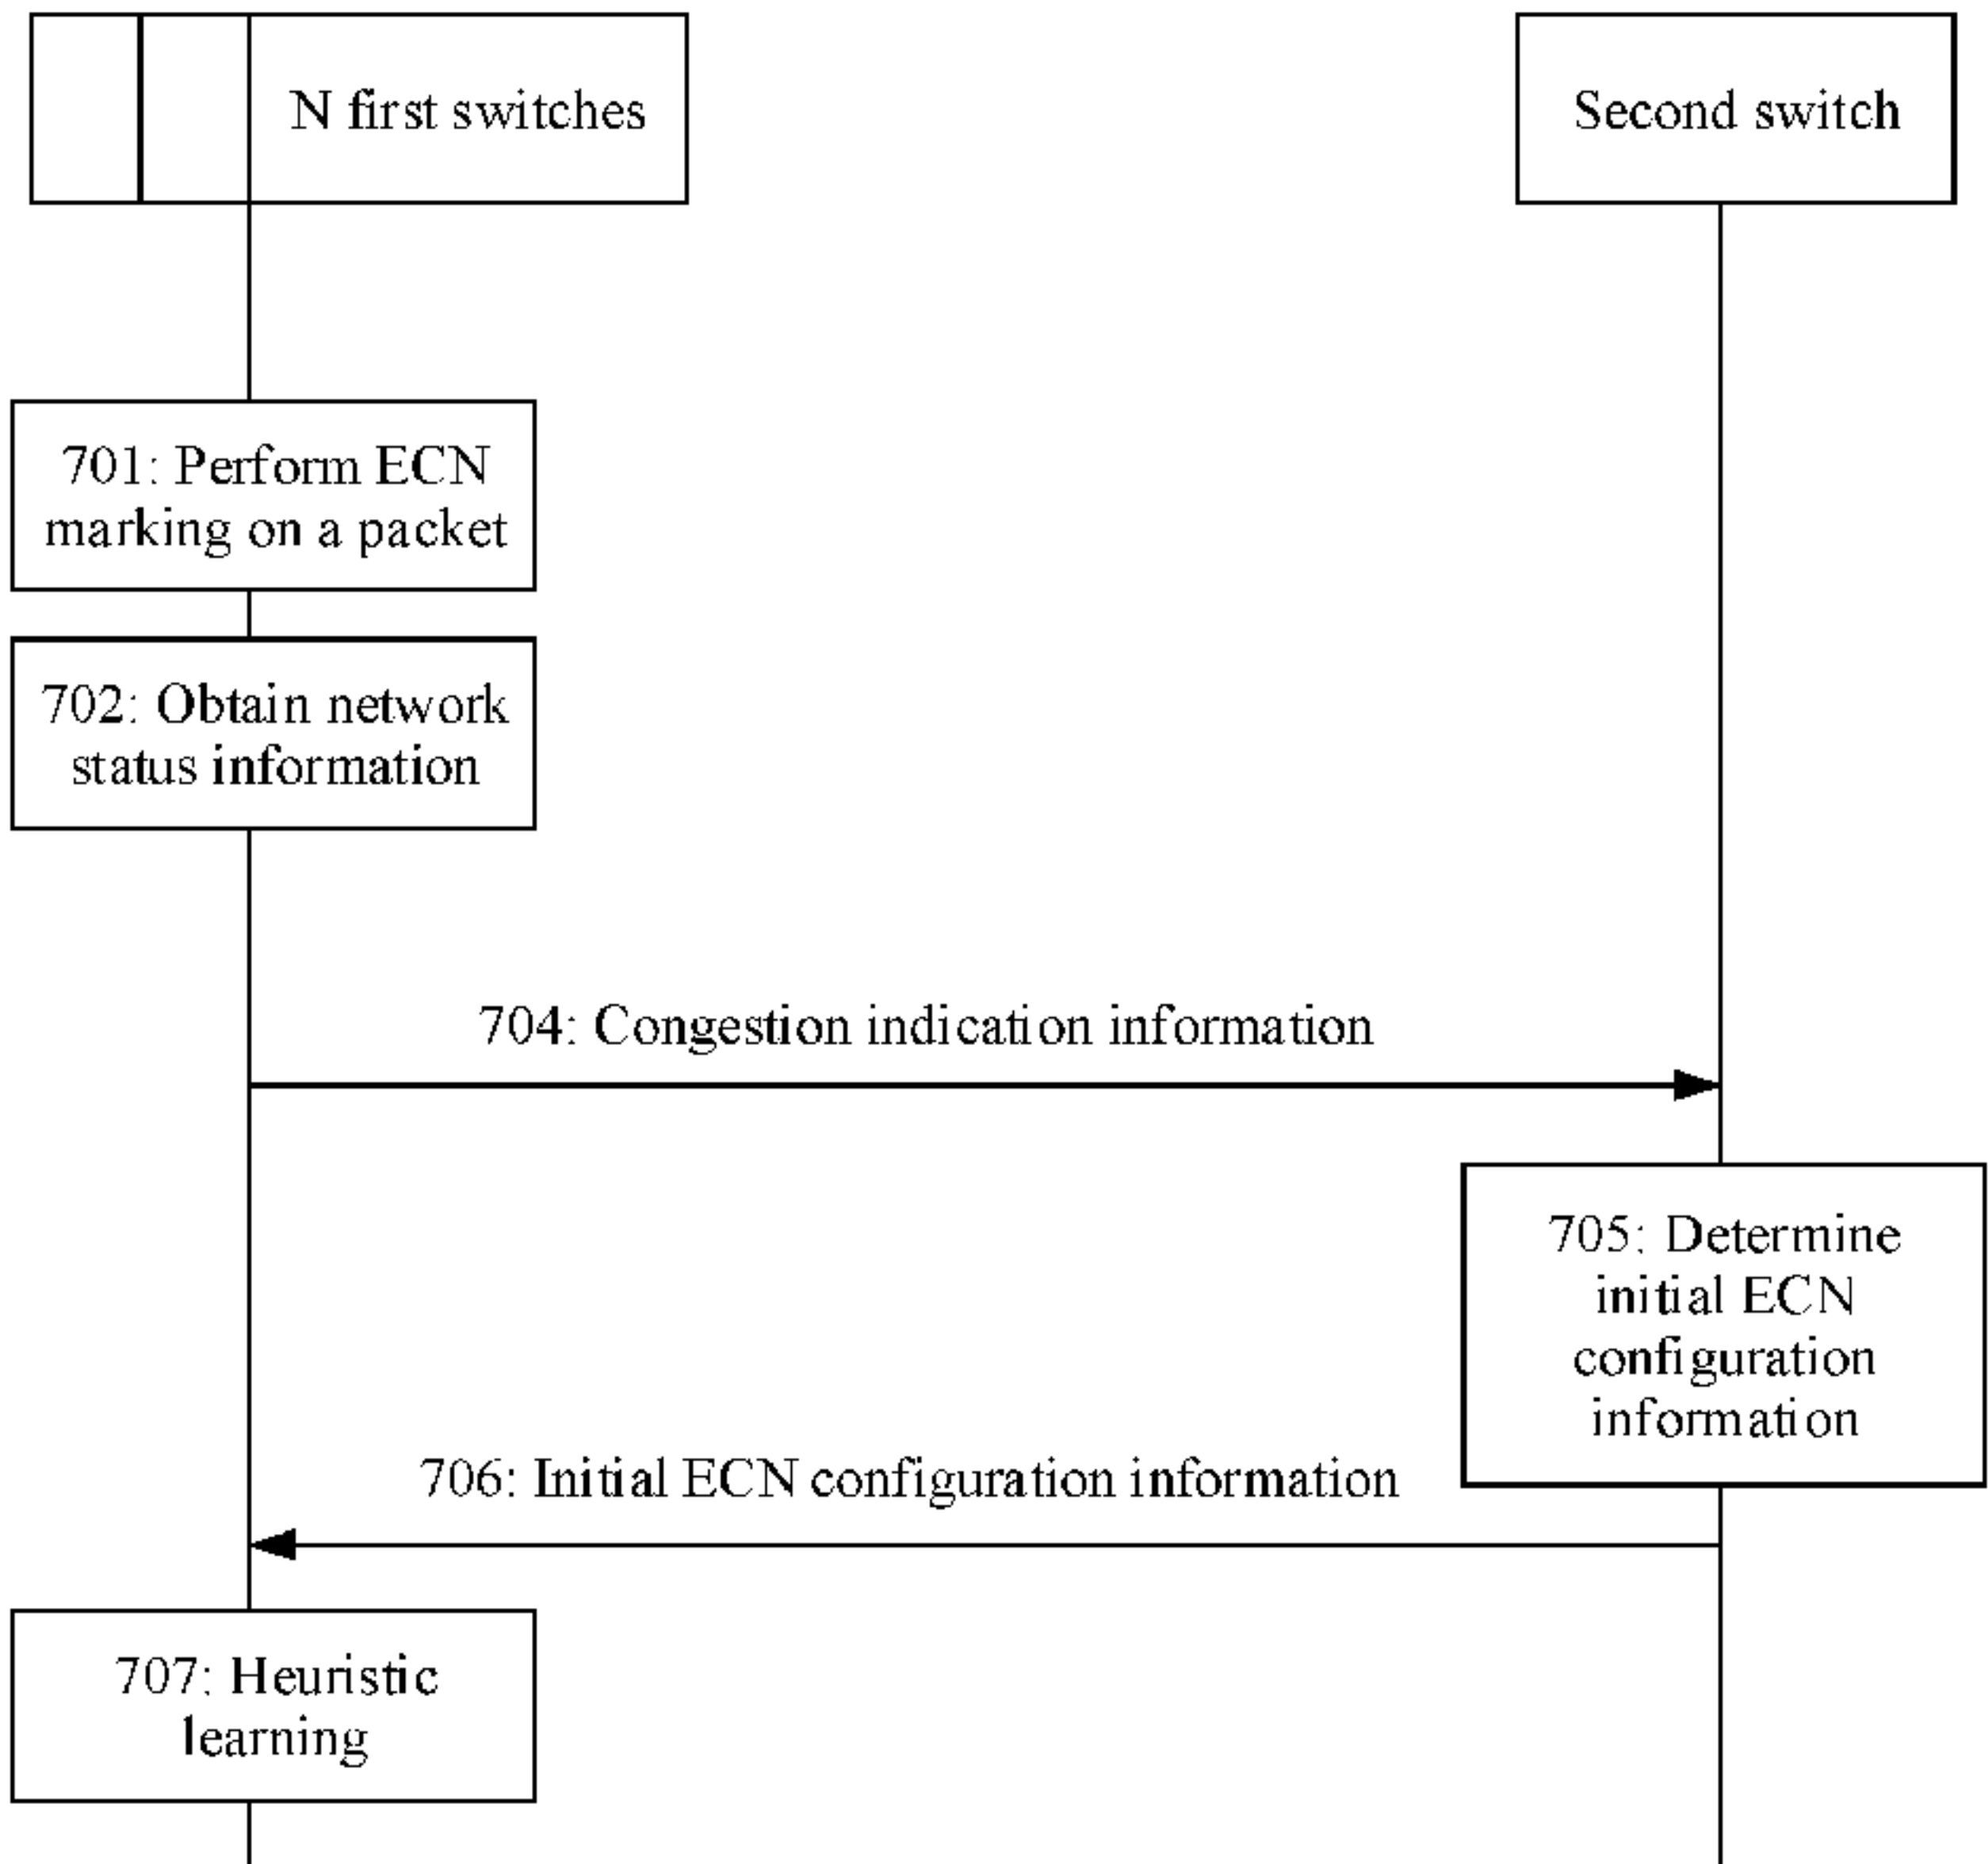 N first switches
Second switch
701: Perform ECN
marking on a packet
702: Obtain network
status information
704: Congestion indication information
705: Determine
initial ECN
configuration
information
706: Initial ECN configuration information
707: Heuristic
learning